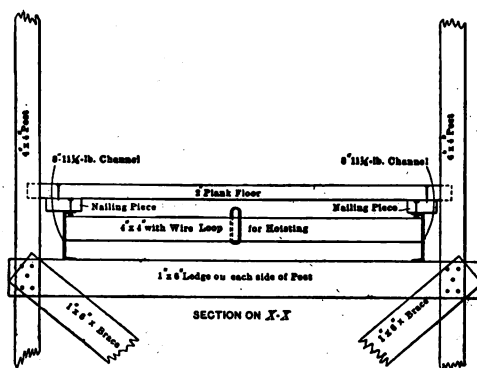 4"x 4" Post
4"x 4" Post
8"-11¼-lb. Channel
8"11¼-lb. Channel
2" Plank Floor
Nailing Piece
Nailing Piece
4"x 4" with Wire Loop for Hoisting
1"x 6" Ledge on each side of Post
1"x 6" x Brace
1"x 6" x Brace
SECTION ON X-X